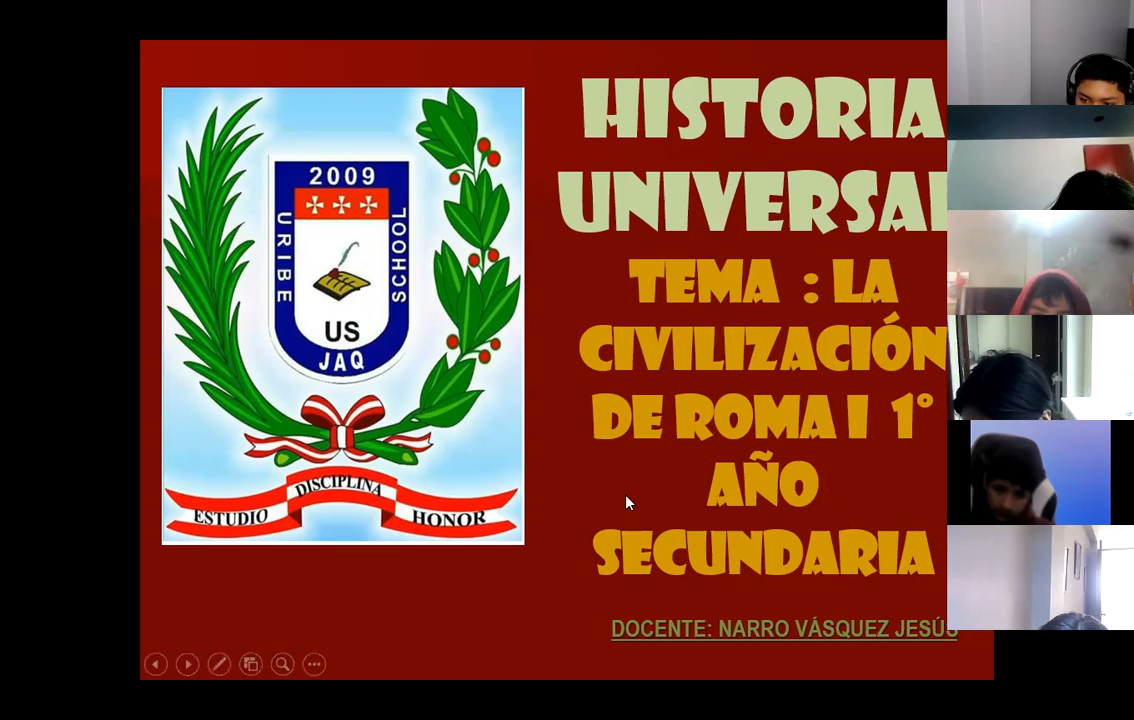 2009
URIBE
SCHOOL
US
JAQ
ESTUDIO
DISCIPLINA
HONOR
HISTORIA
UNIVERSAL
TEMA : LA
CIVILIZACIÓN
DE ROMA I 1°
AÑO
SECUNDARIA
DOCENTE: NARRO VÁSQUEZ JESÚS